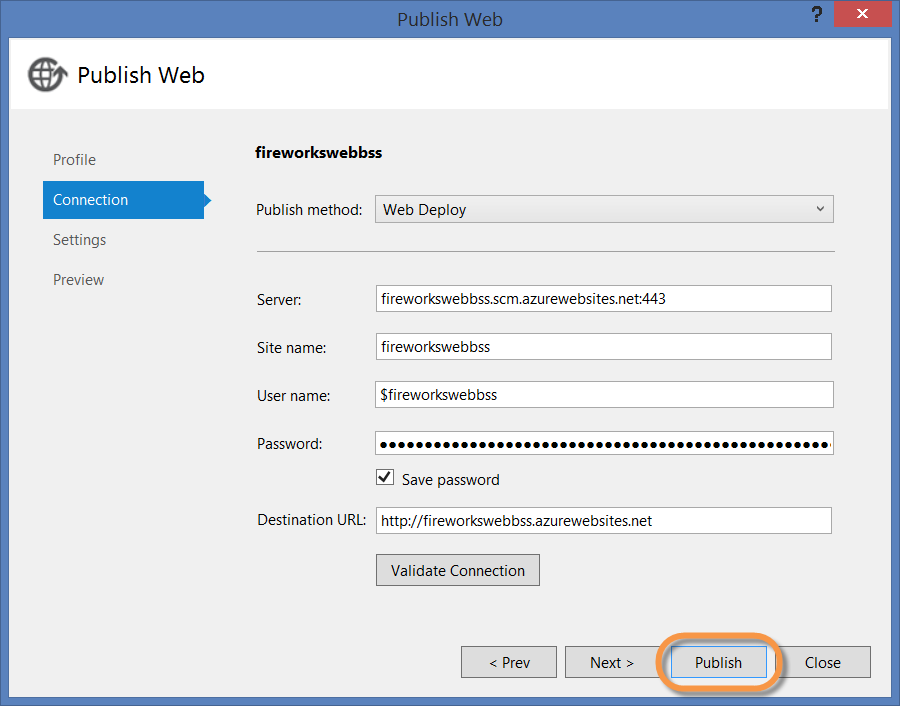 Publish Web
?
Publish Web
Profile
Connection
Settings
Preview
fireworkswebbss
Publish method: Web Deploy
Server: fireworkswebbss.scm.azurewebsites.net:443
Site name: fireworkswebbss
User name: $fireworkswebbss
Password:
Save password
Destination URL: http://fireworkswebbss.azurewebsites.net
Validate Connection
< Prev Next > Publish Close